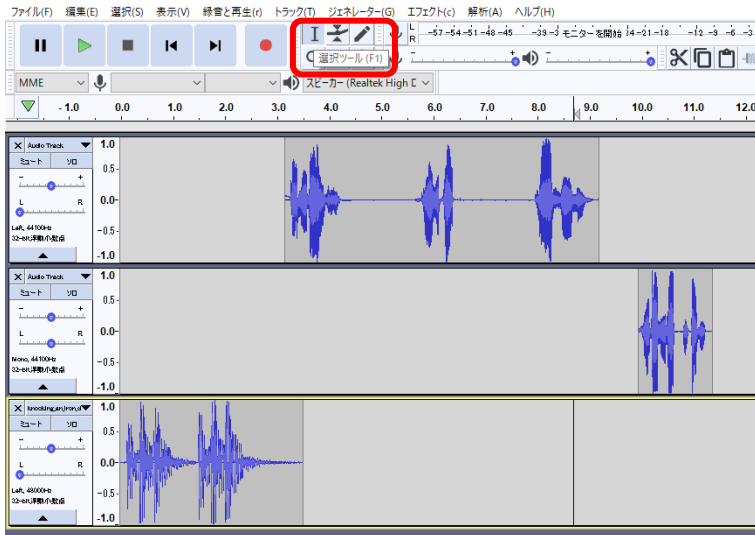 ファイル(F) 編集(E) 選択(S) 表示(V) 録音と再生(r) トラック(T) ジェネレーター(G) エフェクト(C) 解析(A) ヘルプ(H)
L
R
-57 -54 -51 -48 -45 -39 -3 モニターを開始 -21 -18 -12 -9 -6 -3
選択ツール (F1)
MME スピーカー (Realtek High D
- 1.0 0.0 1.0 2.0 3.0 4.0 5.0 6.0 7.0 8.0 9.0 10.0 11.0 12.0
X Audio Track 1.0
ミュート ソロ
0.5
- +
0.0
L R
Left, 44100Hz
-0.5
32-bit浮動小数点
-1.0
X Audio Track 1.0
ミュート ソロ
0.5
- +
L R
0.0
Mono, 44100Hz
-0.5
32-bit浮動小数点
-1.0
X knocking_an_iron_d 1.0
ミュート ソロ
0.5
- +
L R
0.0
Left, 48000Hz
-0.5
32-bit浮動小数点
-1.0